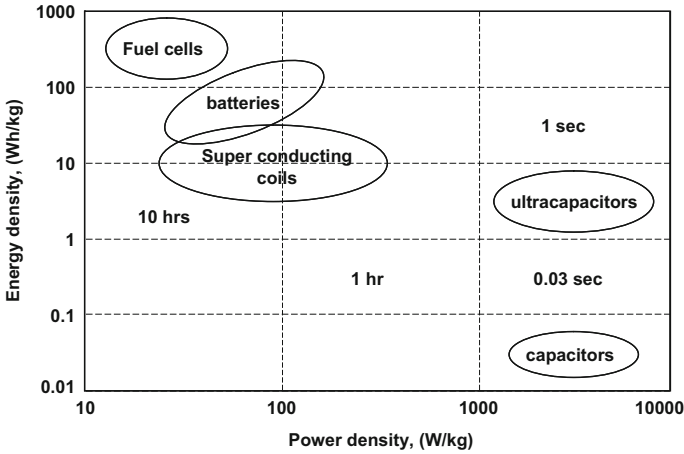 1000
Fuel cells
100
batteries
1 sec
Super conducting
coils
10
ultracapacitors
10 hrs
1
1 hr
0.03 sec
0.1
capacitors
0.01
10
100
1000
10000
Energy density, (Wh/kg)
Power density, (W/kg)